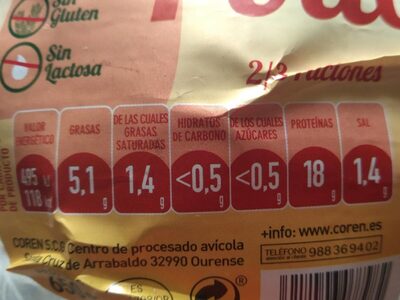 Sin
Gluten
Sin
Lactosa
2/3 raciones
VALOR
ENERGÉTICO
495 kJ
118 kcal
GRASAS
5,1
g
DE LAS CUALES
GRASAS
SATURADAS
1,4
g
HIDRATOS
DE CARBONO
<0,5
g
DE LOS CUALES
AZÚCARES
<0,5
g
PROTEÍNAS
18
g
SAL
1,4
g
DE PRODUCTO
+info: www.coren.es
COREN S.C.G Centro de procesado avícola
Santa Cruz de Arrabaldo 32990 Ourense
TELÉFONO 988 36 94 02
ES